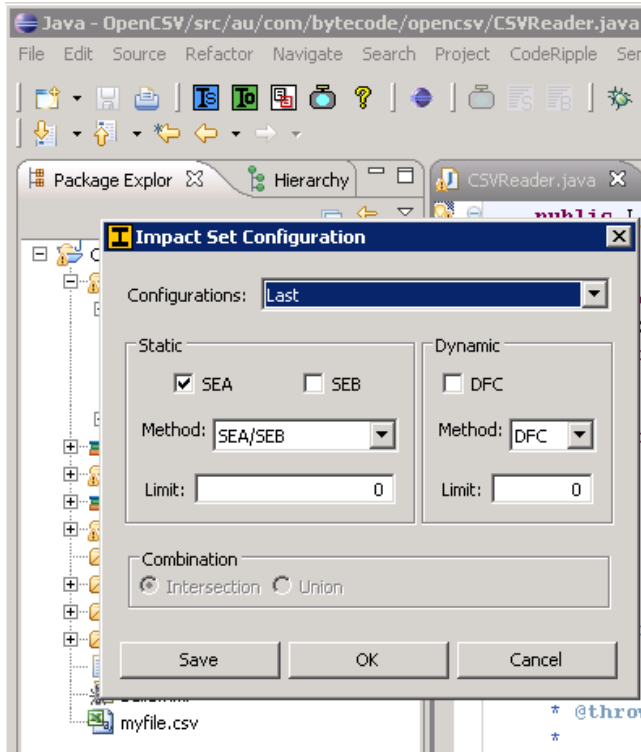 Java - OpenCSV/src/au/com/bytecode/opencsv/CSVReader.java
File Edit Source Refactor Navigate Search Project CodeRipple Ser
Package Explor Hierarchy CSVReader.java
public
Impact Set Configuration
Configurations: Last
Static Dynamic
SEA SEB DFC
Method: SEA/SEB Method: DFC
Limit: 0 Limit: 0
Combination
Intersection Union
Save OK Cancel
* @throw
myfile.csv
*